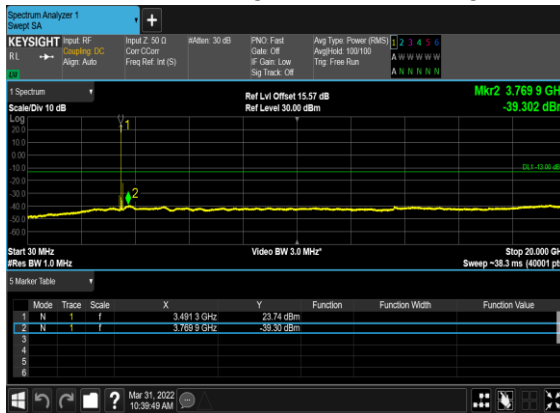 Spectrum Analyzer 1
Swept SA
KEYSIGHT Input: RF Input Z: 50 Ω #Atten: 30 dB PNO: Fast Avg Type: Power (RMS) 1 2 3 4 5 6
RL Coupling: DC Corr CCorr Gate: Off Avg|Hold: 100/100 A W W W W W
Align: Auto Freq Ref: Int (S) IF Gain: Low Trig: Free Run
Sig Track: Off A N N N N N
1 Spectrum Ref Lvl Offset 15.57 dB Mkr2 3.769 9 GH
Scale/Div 10 dB Ref Level 30.00 dBm -39.302 dBr
Log
20.0
10.0
0.00
-10.0
DL1 -13.00 dB
-20.0
-30.0
-40.0
-50.0
-60.0
1
2
Start 30 MHz Video BW 3.0 MHz* Stop 20.000 GH
#Res BW 1.0 MHz Sweep ~38.3 ms (40001 pt
5 Marker Table
Mode Trace Scale X Y Function Function Width Function Value
1 N 1 f 3.491 3 GHz 23.74 dBm
2 N 1 f 3.769 9 GHz -39.30 dBm
3
4
5
6
? Mar 31, 2022
10:39:49 AM